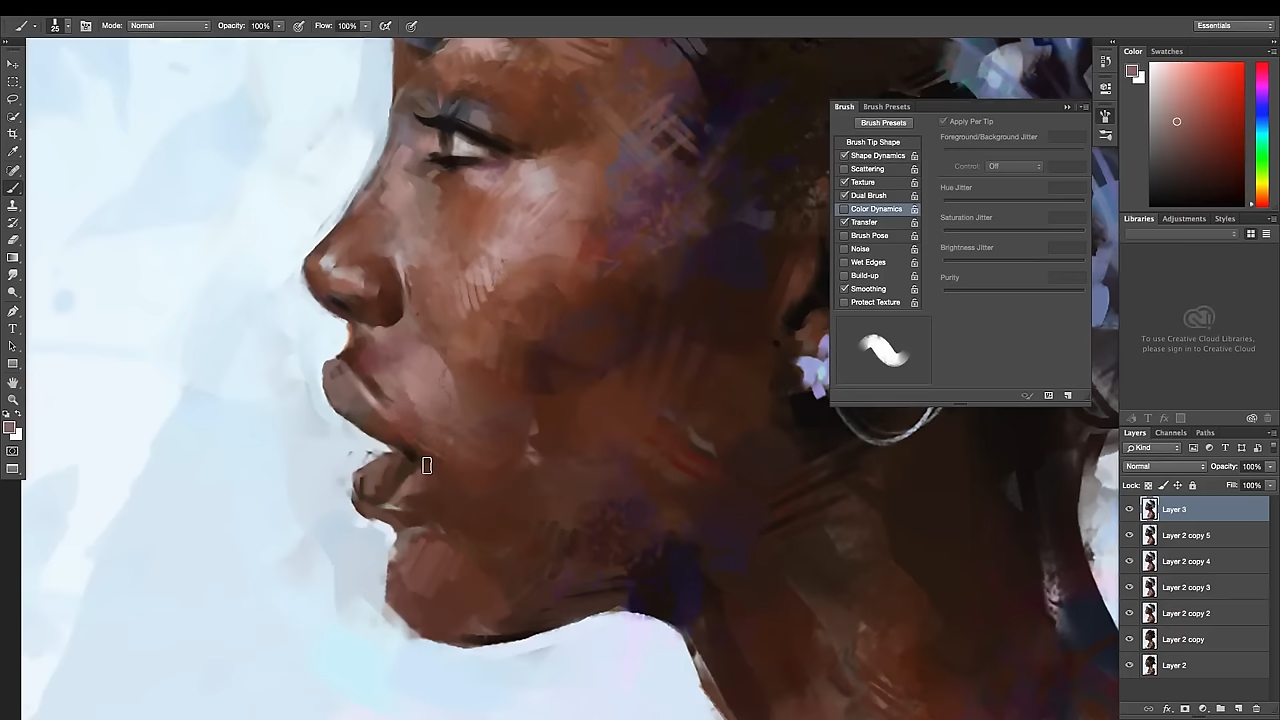 25 Mode: Normal Opacity: 100% Flow: 100% Essentials
Color Swatches
Brush Brush Presets
Brush Presets
Brush Tip Shape
Shape Dynamics
Scattering
Texture
Dual Brush
Color Dynamics
Transfer
Brush Pose
Noise
Wet Edges
Build-up
Smoothing
Protect Texture
Apply Per Tip
Foreground/Background Jitter
Control: Off
Hue Jitter
Saturation Jitter
Brightness Jitter
Purity
Libraries Adjustments Styles
To use Creative Cloud Libraries,
please sign in to Creative Cloud
Layers Channels Paths
Kind
Normal Opacity: 100%
Lock: Fill: 100%
Layer 3
Layer 2 copy 5
Layer 2 copy 4
Layer 2 copy 3
Layer 2 copy 2
Layer 2 copy
Layer 2